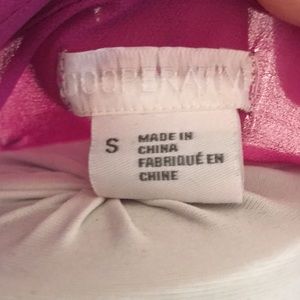 COOPERATIVE
S
MADE IN
CHINA
FABRIQUÉ EN
CHINE